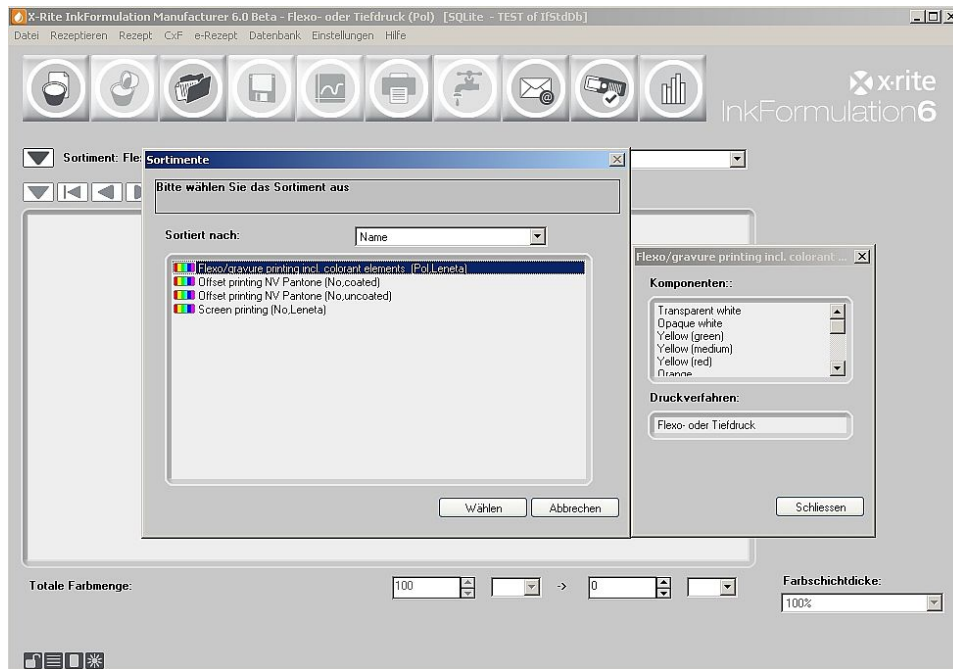 X-Rite InkFormulation Manufacturer 6.0 Beta - Flexo- oder Tiefdruck (Pol) [SQLite - TEST of IfStdDb]
Datei Rezeptieren Rezept CxF e-Rezept Datenbank Einstellungen Hilfe
x·rite
InkFormulation6
Sortiment: Fle
Sortimente
Bitte wählen Sie das Sortiment aus
Sortiert nach:
Name
Flexo/gravure printing incl. colorant elements (Pol,Leneta)
Offset printing NV Pantone (No,coated)
Offset printing NV Pantone (No,uncoated)
Screen printing (No,Leneta)
Wählen
Abbrechen
Flexo/gravure printing incl. colorant ...
Komponenten::
Transparent white
Opaque white
Yellow (green)
Yellow (medium)
Yellow (red)
Orange
Druckverfahren:
Flexo- oder Tiefdruck
Schliessen
Totale Farbmenge:
100
->
0
Farbschichtdicke:
100%